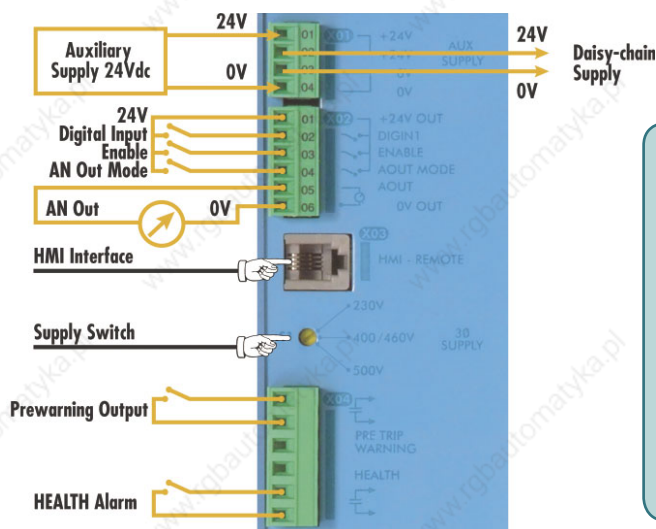 24V
Auxiliary
Supply 24Vdc
0V
01
02
03
04
X01
+24V
+24V
0V
0V
AUX
SUPPLY
24V
0V
Daisy-chain
Supply
24V
Digital Input
Enable
AN Out Mode
AN Out
0V
01
02
03
04
05
06
X02
+24V OUT
DIGIN1
ENABLE
AOUT MODE
AOUT
0V OUT
HMI Interface
X03
HMI - REMOTE
Supply Switch
230V
400/460V
500V
3Ø
SUPPLY
Prewarning Output
X04
PRE TRIP
WARNING
HEALTH
HEALTH Alarm
www.rgbautomatyka.pl